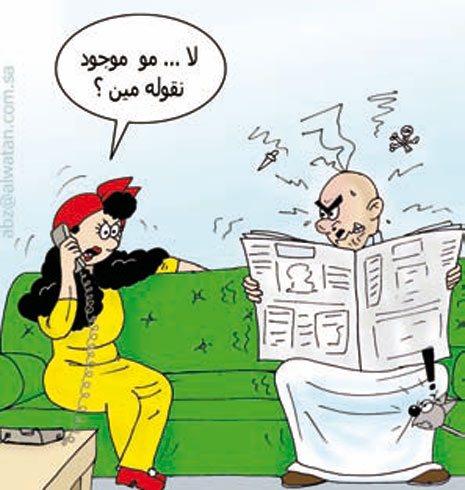 لا ... مو موجود
نقوله مين ؟
abz@alwatan.com.sa